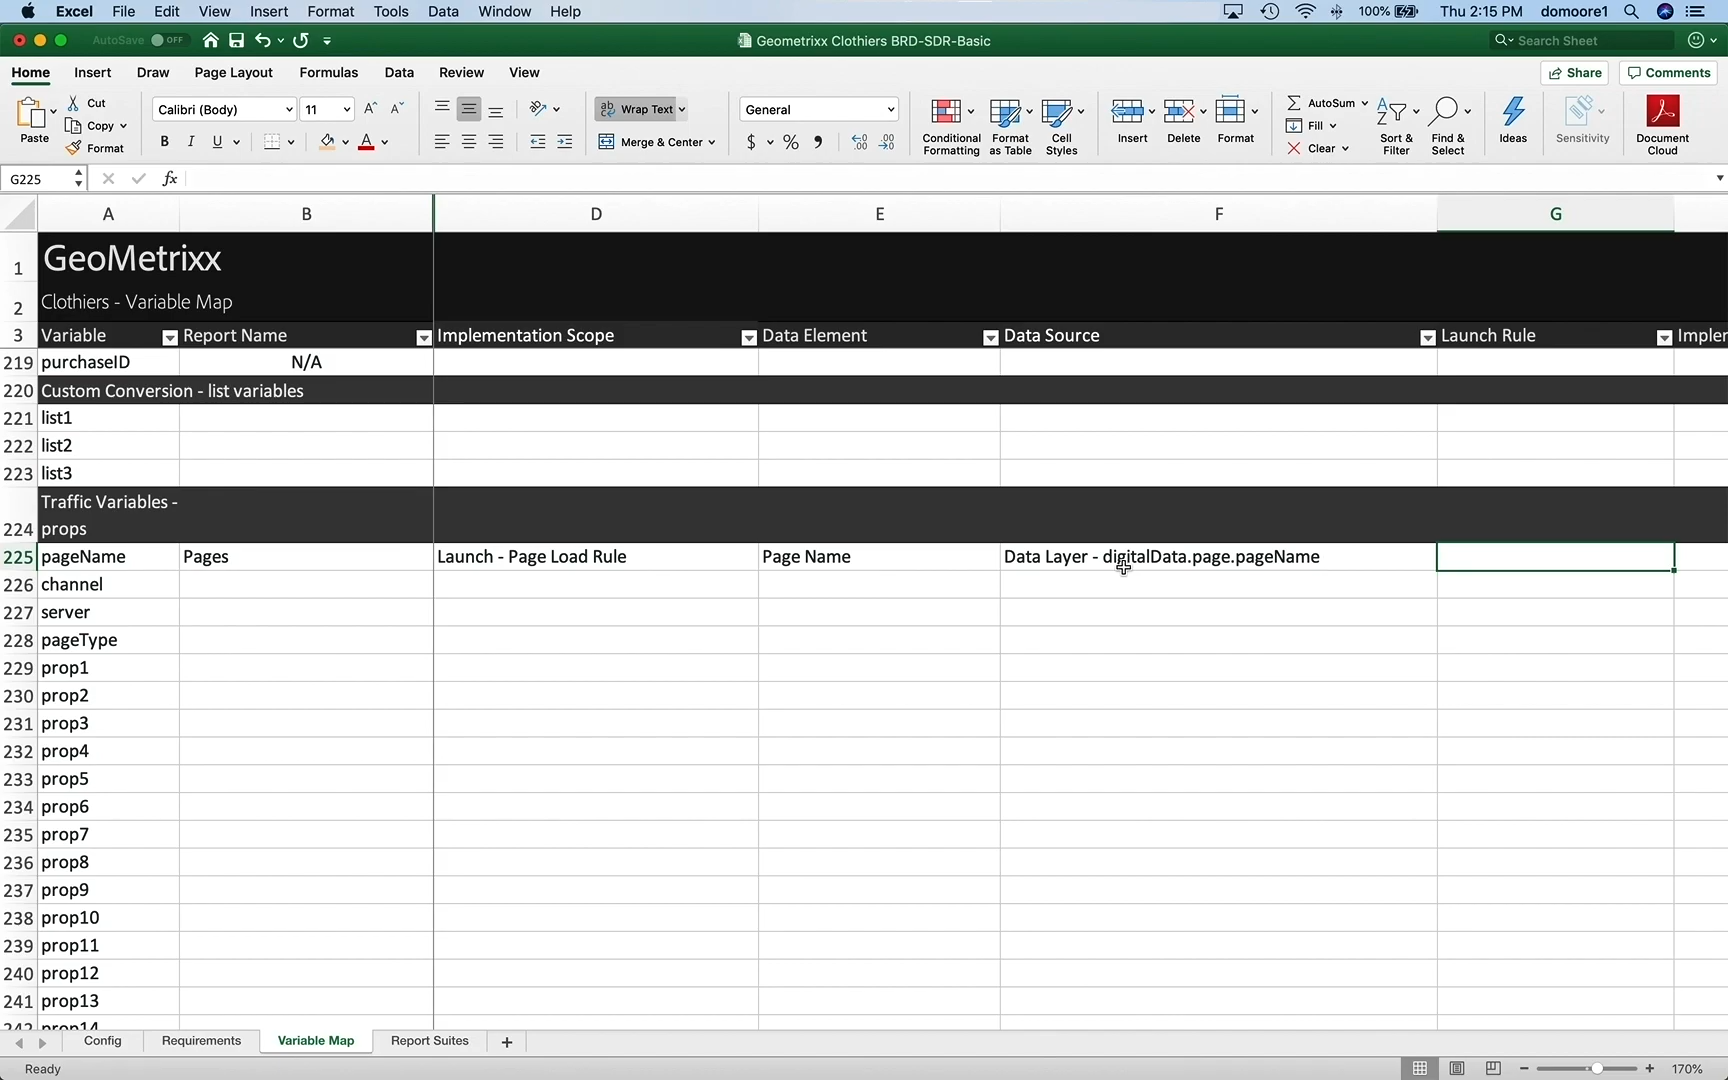 Excel File Edit View Insert Format Tools Data Window Help 100% Thu 2:15 PM domoore1
AutoSave OFF Geometrixx Clothiers BRD-SDR-Basic Search Sheet
Home Insert Draw Page Layout Formulas Data Review View Share Comments
Paste Cut Copy Format
Calibri (Body) 11
B I U A
Wrap Text
Merge & Center
General
$ % 9
Conditional Formatting
Format as Table
Cell Styles
Insert Delete Format
AutoSum
Fill
Clear
Sort & Filter
Find & Select
Ideas
Sensitivity
Document Cloud
G225 fx
A B D E F G
1 GeoMetrixx
2 Clothiers - Variable Map
3 Variable Report Name Implementation Scope Data Element Data Source Launch Rule Impler
219 purchaseID N/A
220 Custom Conversion - list variables
221 list1
222 list2
223 list3
Traffic Variables -
224 props
225 pageName Pages Launch - Page Load Rule Page Name Data Layer - digitalData.page.pageName
226 channel
227 server
228 pageType
229 prop1
230 prop2
231 prop3
232 prop4
233 prop5
234 prop6
235 prop7
236 prop8
237 prop9
238 prop10
239 prop11
240 prop12
241 prop13
242 prop14
Config Requirements Variable Map Report Suites +
Ready 170%